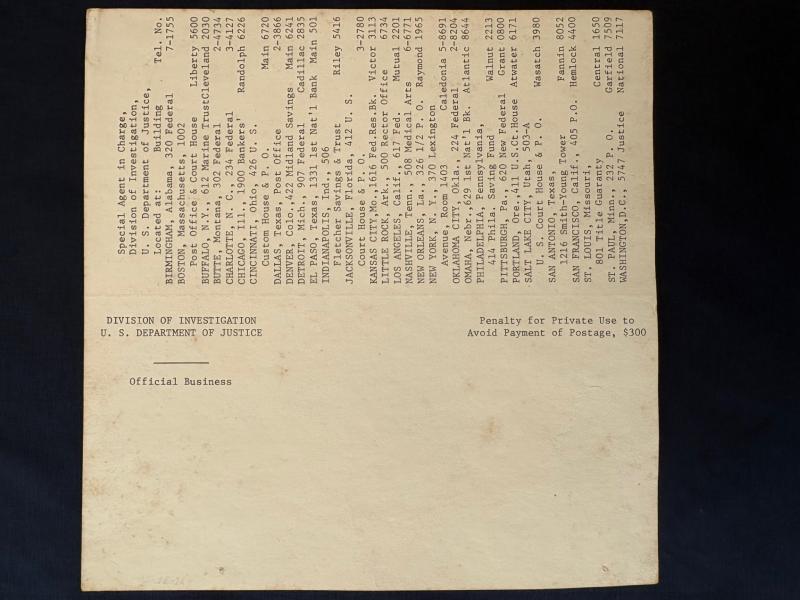 Special Agent in Charge,
Division of Investigation,
U. S. Department of Justice,
Located at: Building Tel. No.
BIRMINGHAM, Alabama, 320 Federal 7-1755
BOSTON, Massachusetts, 1002
Post Office & Court House Liberty 5600
BUFFALO, N.Y., 612 Marine TrustCleveland 2030
BUTTE, Montana, 302 Federal 2-4734
CHARLOTTE, N. C., 234 Federal 3-4127
CHICAGO, Ill., 1900 Bankers' Randolph 6226
CINCINNATI, Ohio, 426 U. S.
Custom House & P. O. Main 6720
DALLAS, Texas, Post Office 2-3866
DENVER, Colo.,422 Midland Savings Main 6241
DETROIT, Mich., 907 Federal Cadillac 2835
EL PASO, Texas, 1331 1st Nat'l Bank Main 501
INDIANAPOLIS, Ind., 506
Fletcher Savings & Trust Riley 5416
JACKSONVILLE, Florida, 412 U. S.
Court House & P. O. 3-2780
KANSAS CITY,Mo.,1616 Fed.Res.Bk. Victor 3113
LITTLE ROCK, Ark., 500 Rector Office 6734
LOS ANGELES, Calif., 617 Fed. Mutual 2201
NASHVILLE, Tenn., 508 Medical Arts 6-6771
NEW ORLEANS, La., 326 1/2 P.O. Raymond 1965
NEW YORK, N. Y., 370 Lexington
Avenue, Room 1403 Caledonia 5-8691
OKLAHOMA CITY, Okla., 224 Federal 2-8204
OMAHA, Nebr.,629 1st Nat'l Bk. Atlantic 8644
PHILADELPHIA, Pennsylvania,
414 Phila. Saving Fund Walnut 2213
PITTSBURGH, Pa., 620 New Federal Grant 0800
PORTLAND, Ore.,411 U.S.Ct.House Atwater 6171
SALT LAKE CITY, Utah, 503-A
U. S. Court House & P. O. Wasatch 3980
SAN ANTONIO, Texas,
1216 Smith-Young Tower Fannin 8052
SAN FRANCISCO, Calif., 405 P.O. Hemlock 4400
ST. LOUIS, Missouri,
801 Title Guaranty Central 1650
ST. PAUL, Minn., 232 P. O. Garfield 7509
WASHINGTON,D.C., 5747 Justice National 7117
DIVISION OF INVESTIGATION
U. S. DEPARTMENT OF JUSTICE
Official Business
Penalty for Private Use to
Avoid Payment of Postage, $300